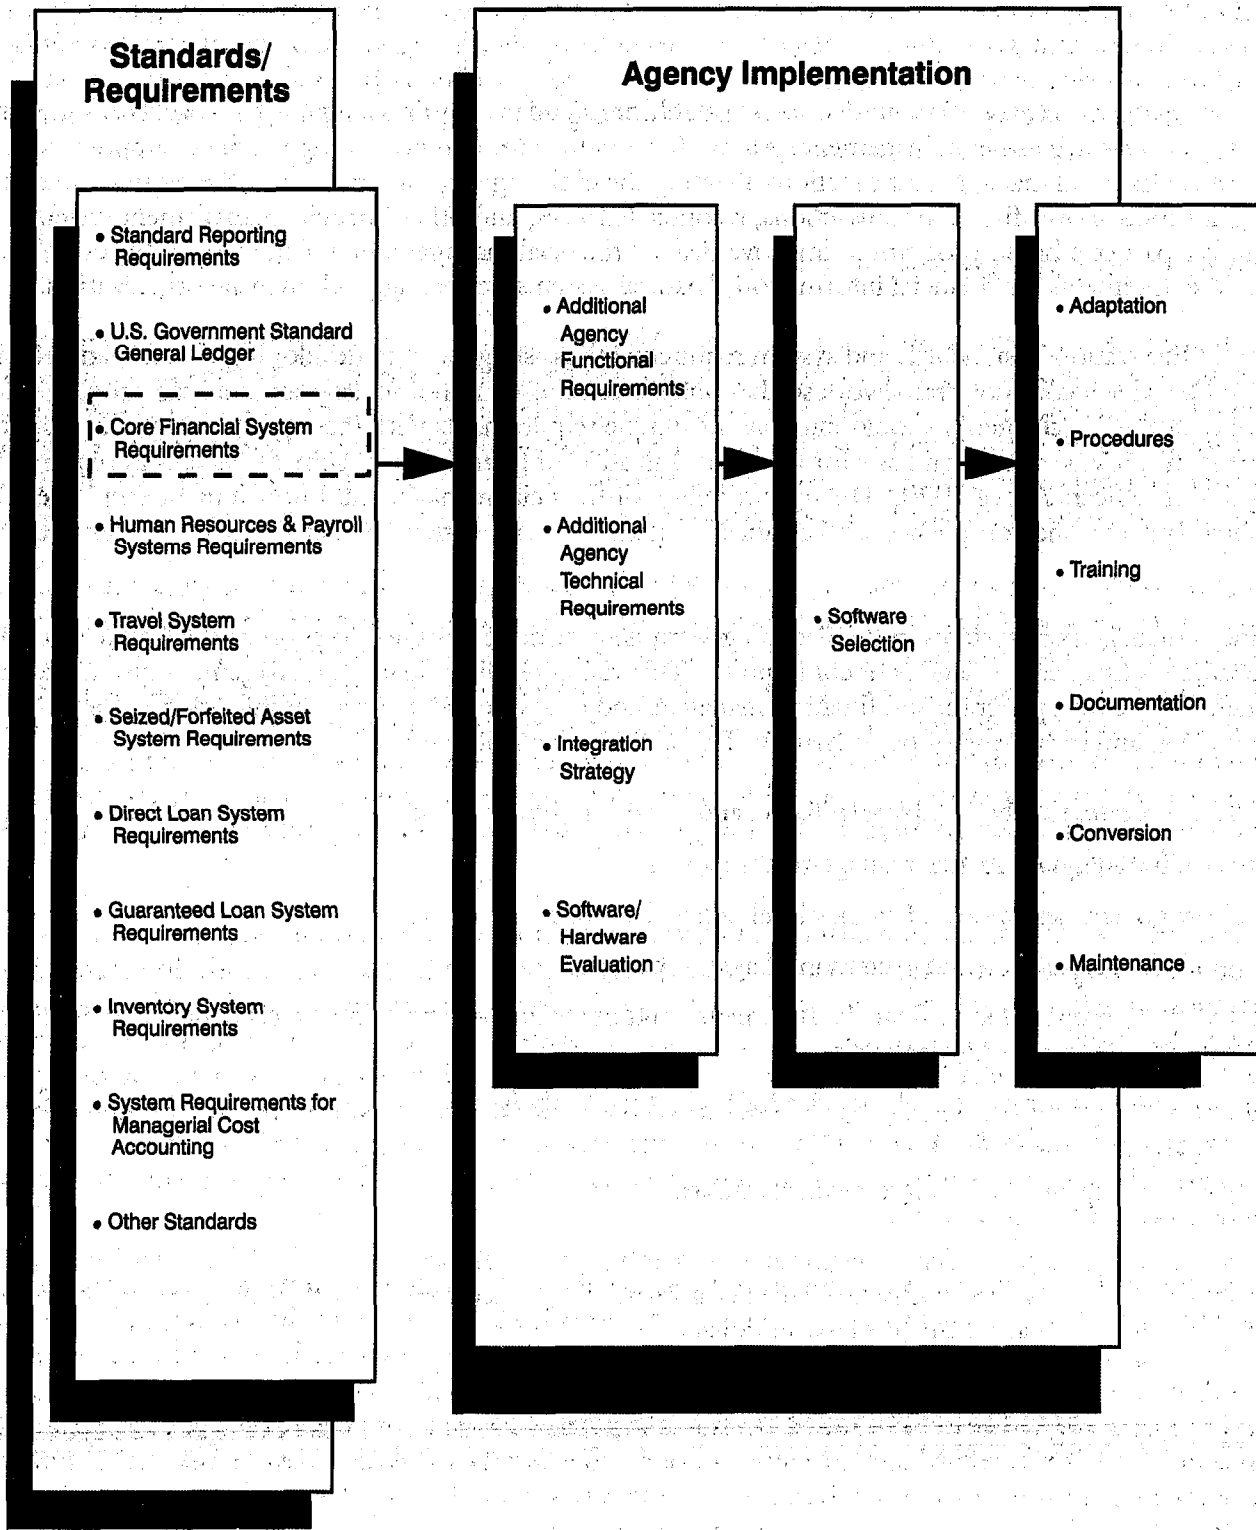 Standards/
Requirements
• Standard Reporting
Requirements
• U.S. Government Standard
General Ledger
• Core Financial System
Requirements
• Human Resources & Payroll
Systems Requirements
• Travel System
Requirements
• Seized/Forfeited Asset
System Requirements
• Direct Loan System
Requirements
• Guaranteed Loan System
Requirements
• Inventory System
Requirements
• System Requirements for
Managerial Cost
Accounting
• Other Standards
Agency Implementation
• Additional
Agency
Functional
Requirements
• Additional
Agency
Technical
Requirements
• Integration
Strategy
• Software/
Hardware
Evaluation
• Software
Selection
• Adaptation
• Procedures
• Training
• Documentation
• Conversion
• Maintenance